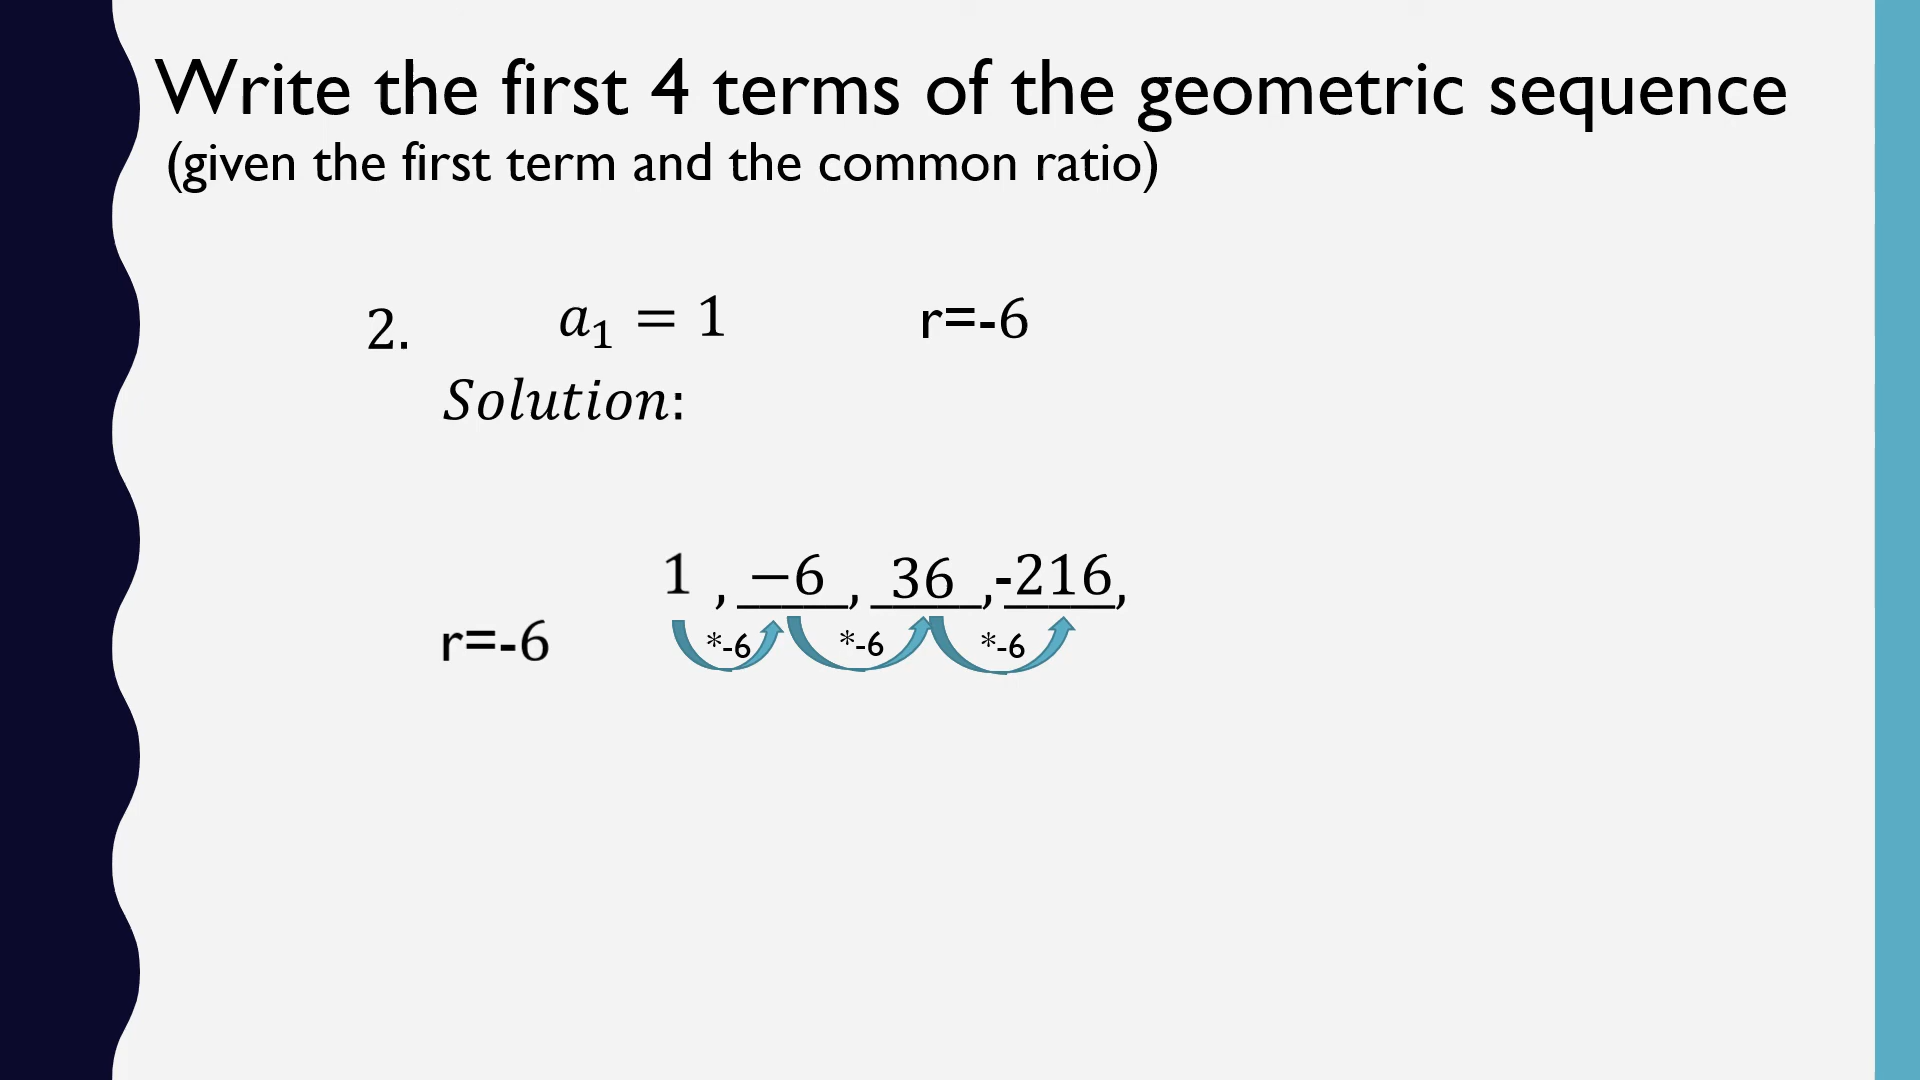 Write the first 4 terms of the geometric sequence
(given the first term and the common ratio)
2. a₁ = 1 r=-6
Solution:
1 , −6, 36,-216,
r=-6 *-6 *-6 *-6